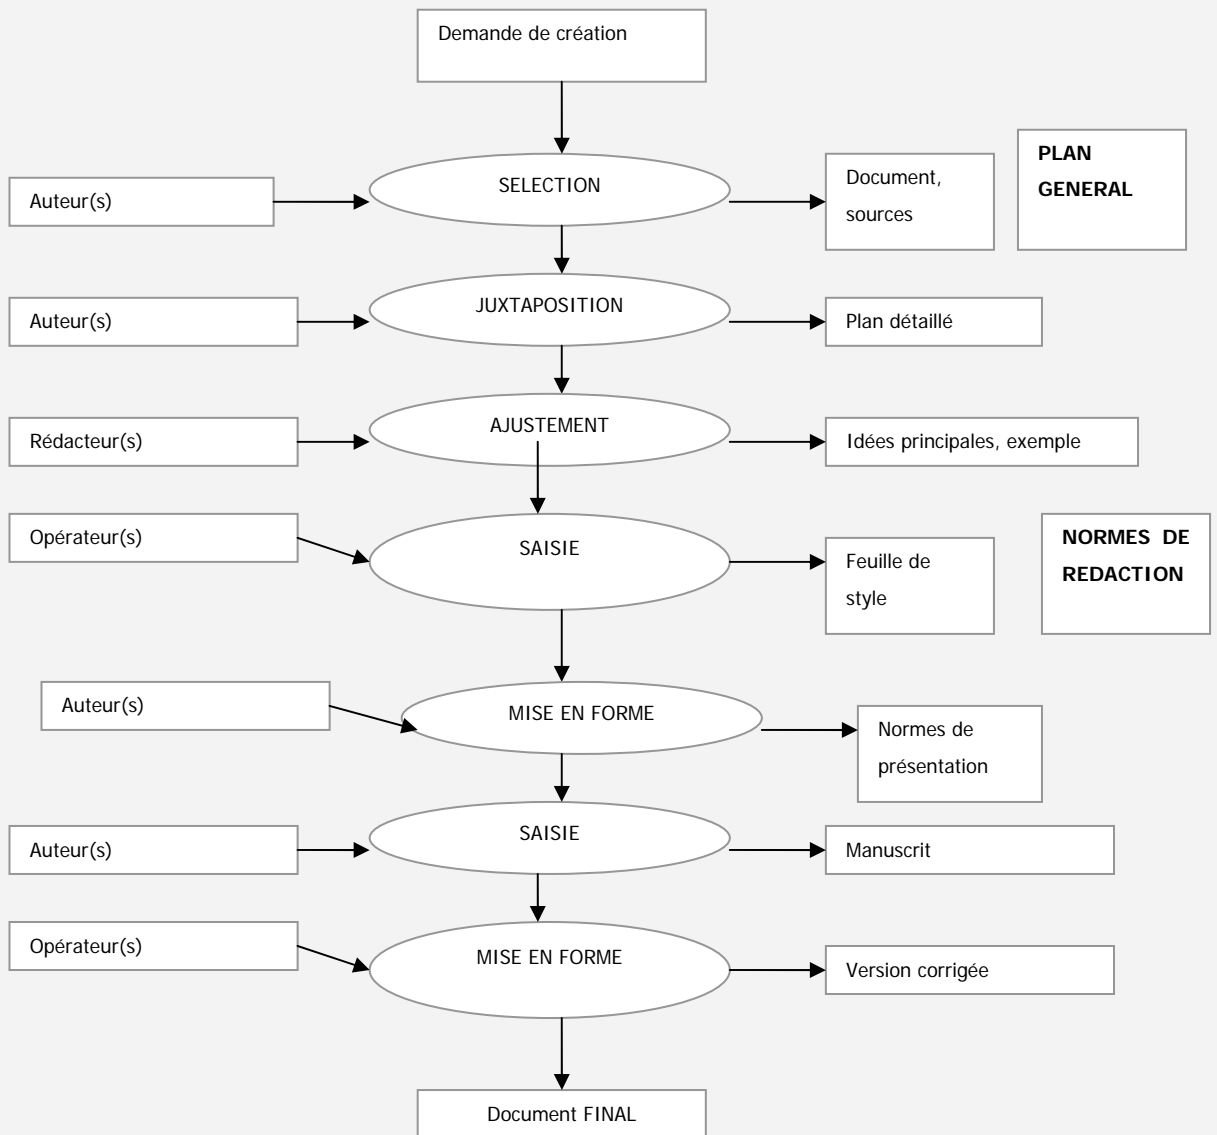 Demande de création
PLAN
GENERAL
Auteur(s)
SELECTION
Document,
sources
Auteur(s)
JUXTAPOSITION
Plan détaillé
Rédacteur(s)
AJUSTEMENT
Idées principales, exemple
Opérateur(s)
SAISIE
Feuille de
style
NORMES DE
REDACTION
Auteur(s)
MISE EN FORME
Normes de
présentation
Auteur(s)
SAISIE
Manuscrit
Opérateur(s)
MISE EN FORME
Version corrigée
Document FINAL